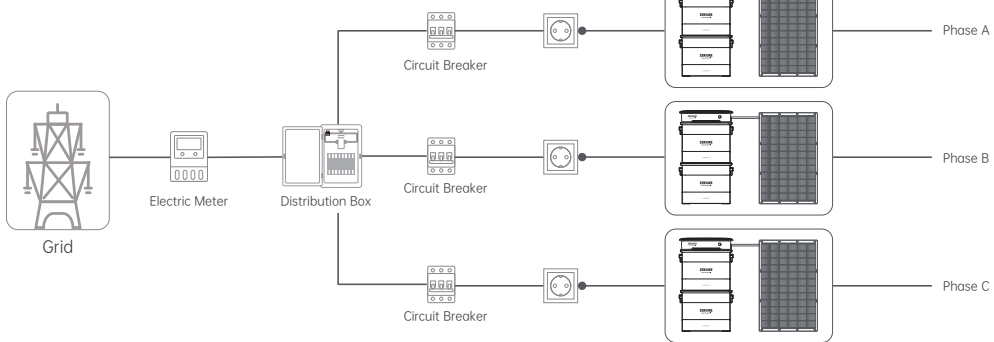 Phase A
Circuit Breaker
Phase B
Circuit Breaker
Electric Meter
Distribution Box
Grid
Phase C
Circuit Breaker